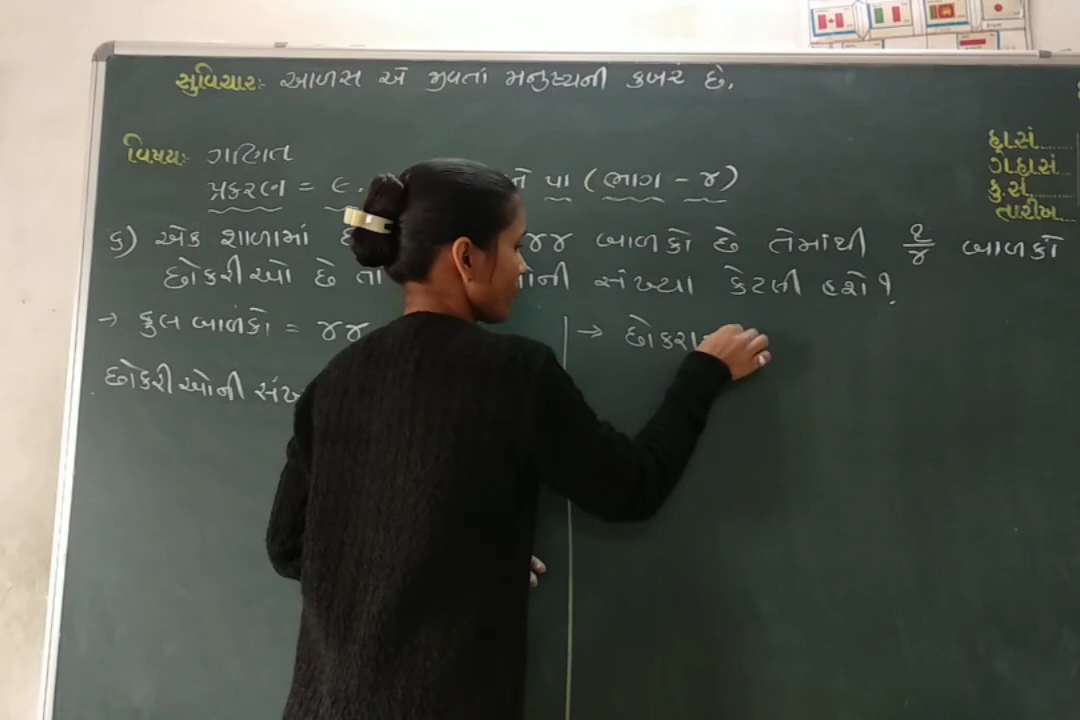 સુવિચાર: આળસ એ જીવતાં મનુષ્યની કબર છે.
વિષય: ગણિત
પ્રકરણ = ૯. ને પા (ભાગ - ૪)
હા.સં......
ગે.હા.સં...
કુ.સં......
તારીખ....
૬) એક શાળામાં ૪૪ બાળકો છે તેમાંથી ૧/૪ બાળકો
છોકરીઓ છે તો સંખ્યા કેટલી હશે?
→ કુલ બાળકો = ૪૪
→ છોકરા
છોકરીઓની